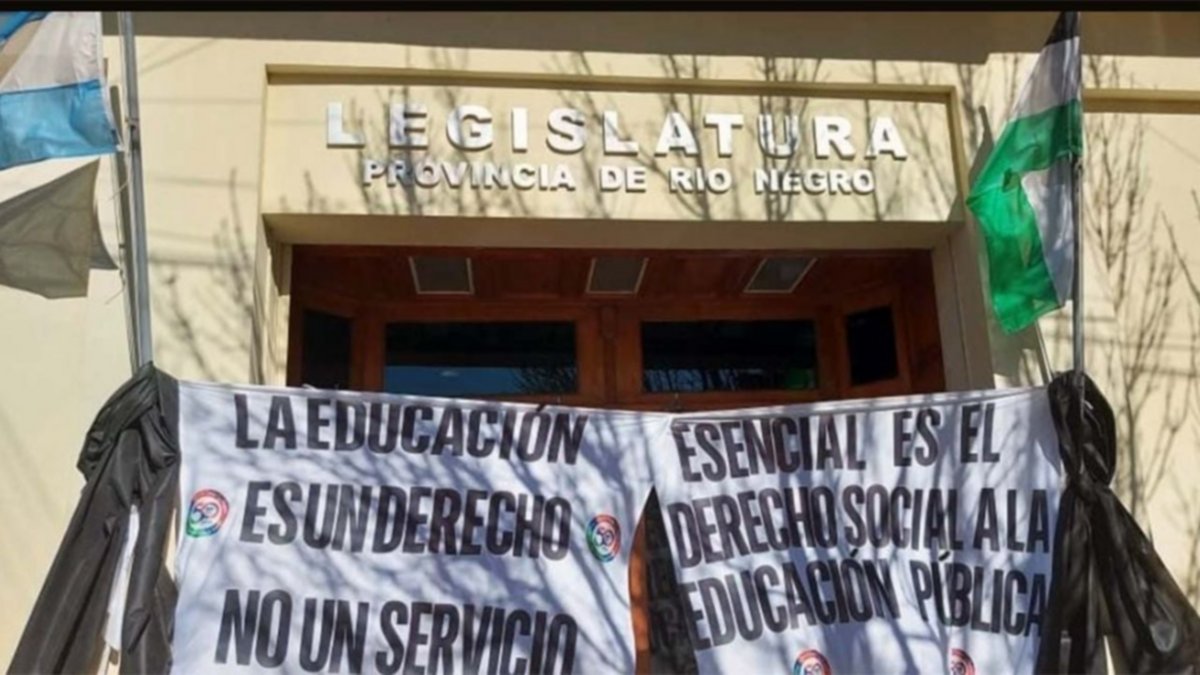 LEGISLATURA
PROVINCIA DE RIO NEGRO
LA EDUCACIÓN
ES UN DERECHO
NO UN SERVICIO
ESENCIAL ES EL
DERECHO SOCIAL A LA
EDUCACIÓN PÚBLICA